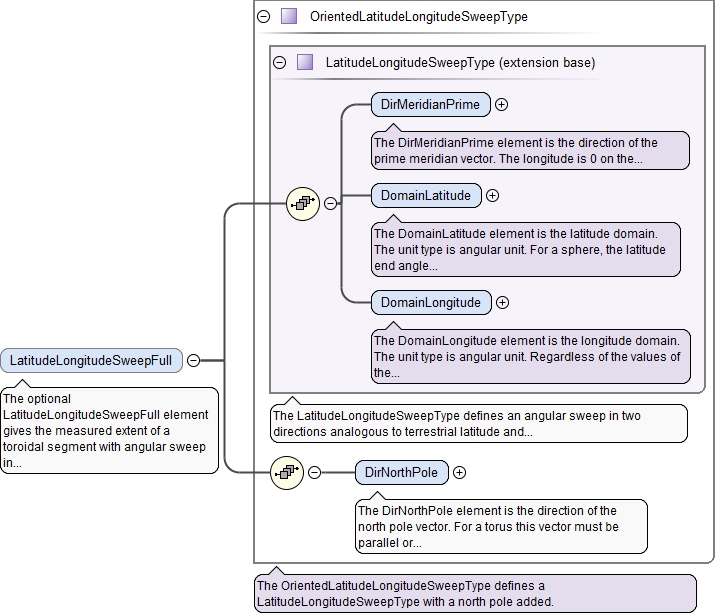 OrientedLatitudeLongitudeSweepType
LatitudeLongitudeSweepType (extension base)
DirMeridianPrime
The DirMeridianPrime element is the direction of the
prime meridian vector. The longitude is 0 on the...
DomainLatitude
The DomainLatitude element is the latitude domain.
The unit type is angular unit. For a sphere, the latitude
end angle...
DomainLongitude
The DomainLongitude element is the longitude domain.
The unit type is angular unit. Regardless of the values of
the...
LatitudeLongitudeSweepFull
The optional
LatitudeLongitudeSweepFull element
gives the measured extent of a
toroidal segment with angular sweep
in...
The LatitudeLongitudeSweepType defines an angular sweep in two
directions analogous to terrestrial latitude and...
DirNorthPole
The DirNorthPole element is the direction of the
north pole vector. For a torus this vector must be
parallel or...
The OrientedLatitudeLongitudeSweepType defines a
LatitudeLongitudeSweepType with a north pole added.